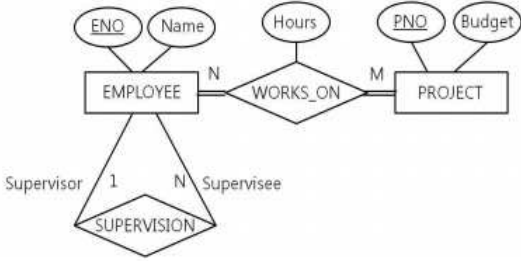 ENO
Name
Hours
PNO
Budget
N
M
EMPLOYEE
WORKS_ON
PROJECT
Supervisor
1
N
Supervisee
SUPERVISION